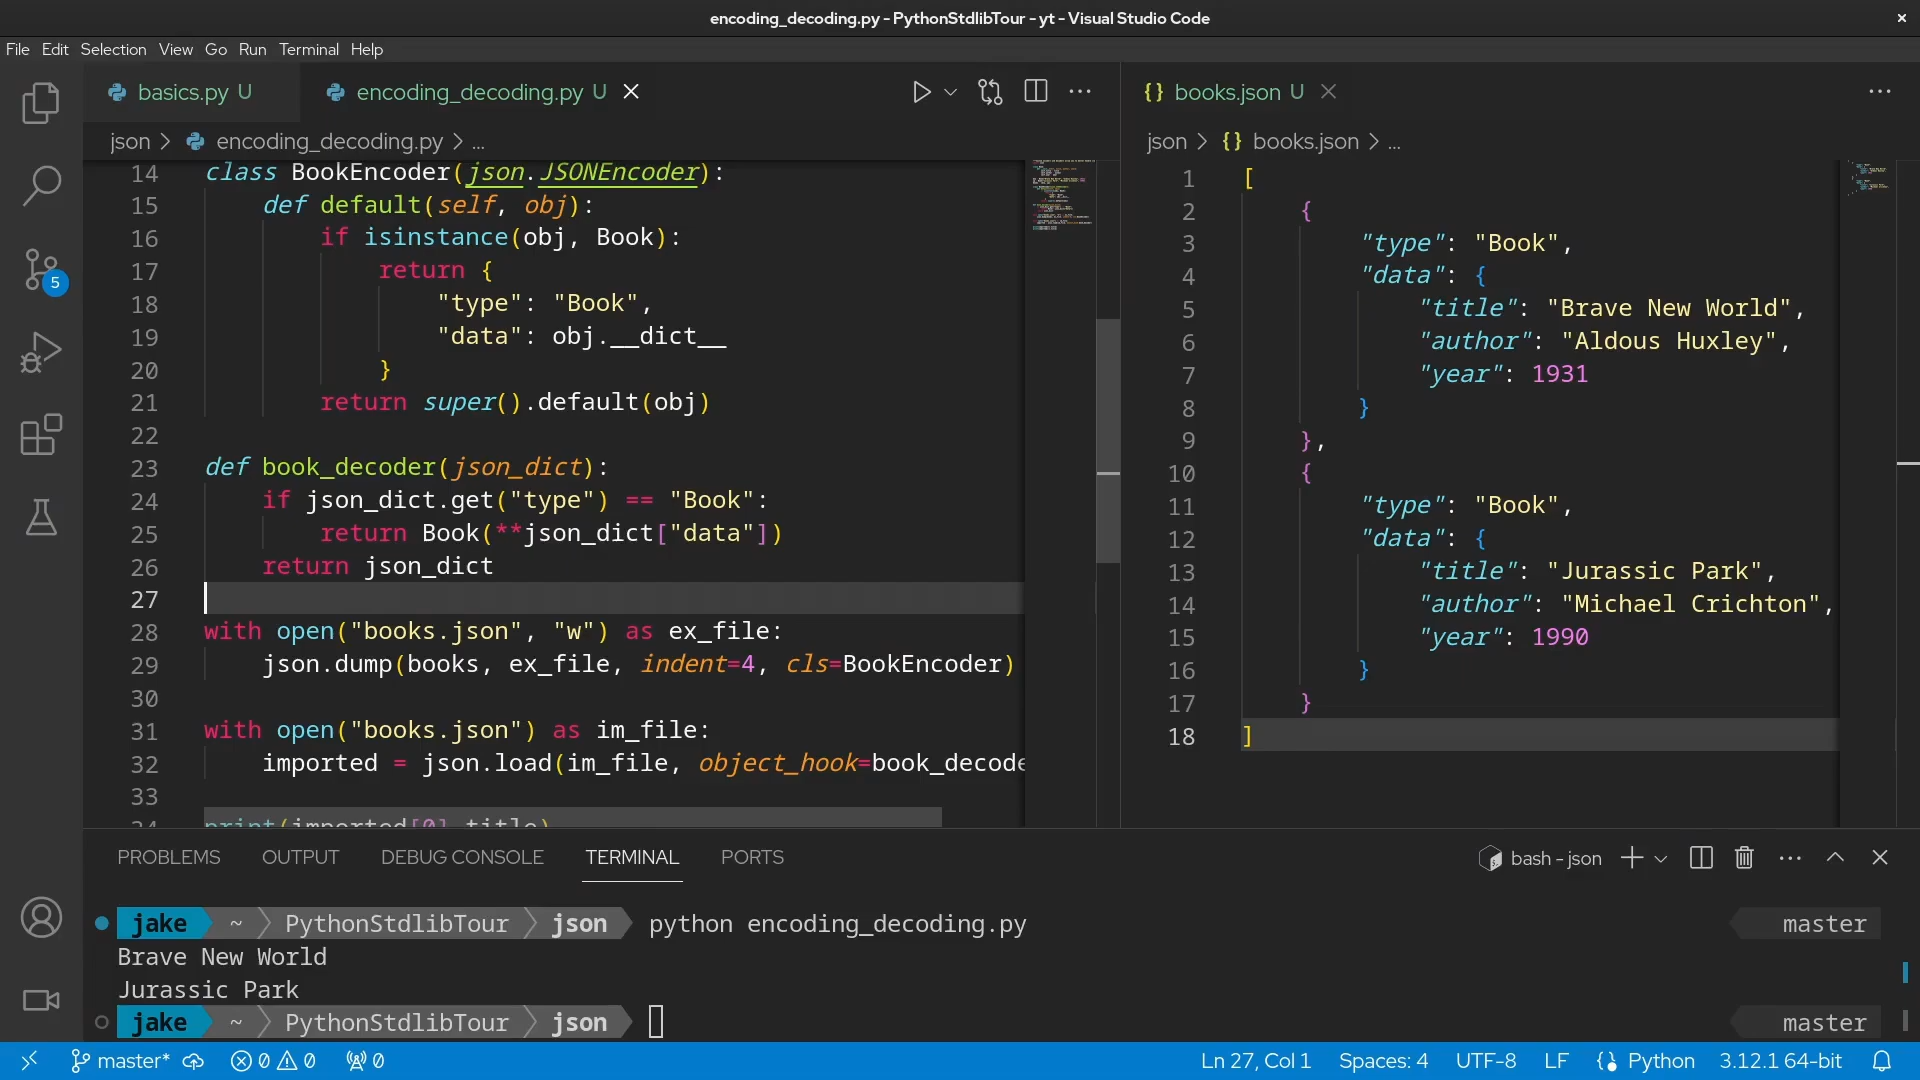 encoding_decoding.py - PythonStdlibTour - yt - Visual Studio Code
File Edit Selection View Go Run Terminal Help
basics.py U
encoding_decoding.py U
json > encoding_decoding.py > ...
14 class BookEncoder(json.JSONEncoder):
15 def default(self, obj):
16 if isinstance(obj, Book):
17 return {
18 "type": "Book",
19 "data": obj.__dict__
20 }
21 return super().default(obj)
22
23 def book_decoder(json_dict):
24 if json_dict.get("type") == "Book":
25 return Book(**json_dict["data"])
26 return json_dict
27
28 with open("books.json", "w") as ex_file:
29 json.dump(books, ex_file, indent=4, cls=BookEncoder)
30
31 with open("books.json") as im_file:
32 imported = json.load(im_file, object_hook=book_decode
33
34 print(imported[0].title)
{} books.json U
json > {} books.json > ...
1 [
2 {
3 "type": "Book",
4 "data": {
5 "title": "Brave New World",
6 "author": "Aldous Huxley",
7 "year": 1931
8 }
9 },
10 {
11 "type": "Book",
12 "data": {
13 "title": "Jurassic Park",
14 "author": "Michael Crichton",
15 "year": 1990
16 }
17 }
18 ]
5
PROBLEMS OUTPUT DEBUG CONSOLE TERMINAL PORTS
bash - json
jake ~ PythonStdlibTour json python encoding_decoding.py master
Brave New World
Jurassic Park
jake ~ PythonStdlibTour json master
master* 0 0 0 Ln 27, Col 1 Spaces: 4 UTF-8 LF Python 3.12.1 64-bit